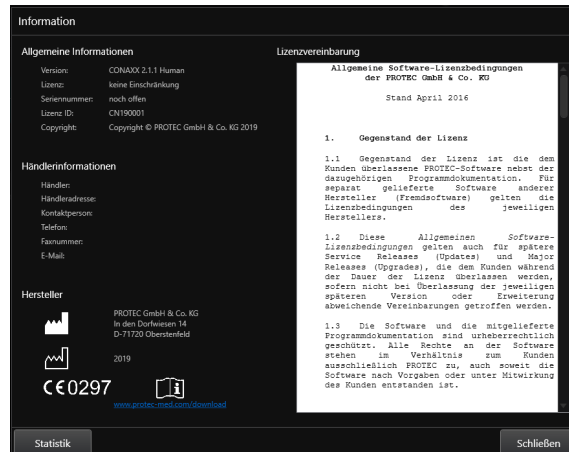 Information
Allgemeine Informationen
Version: CONAXX 2.1.1 Human
Lizenz: keine Einschränkung
Seriennummer: noch offen
Lizenz ID: CN190001
Copyright: Copyright © PROTEC GmbH & Co. KG 2019
Händlerinformationen
Händler:
Händleradresse:
Kontaktperson:
Telefon:
Faxnummer:
E-Mail:
Hersteller
PROTEC GmbH & Co. KG
In den Dorfwiesen 14
D-71720 Oberstenfeld
2019
CE0297
www.protec-med.com/download
Lizenzvereinbarung
Allgemeine Software-Lizenzbedingungen
der PROTEC GmbH & Co. KG
Stand April 2016
1. Gegenstand der Lizenz
1.1 Gegenstand der Lizenz ist die dem
Kunden überlassene PROTEC-Software nebst der
dazugehörigen Programmdokumentation. Für
separat gelieferte Software anderer
Hersteller (Fremdsoftware) gelten die
Lizenzbedingungen des jeweiligen
Herstellers.
1.2 Diese Allgemeinen Software-
Lizenzbedingungen gelten auch für spätere
Service Releases (Updates) und Major
Releases (Upgrades), die dem Kunden während
der Dauer der Lizenz überlassen werden,
sofern nicht bei Überlassung der jeweiligen
späteren Version oder Erweiterung
abweichende Vereinbarungen getroffen werden.
1.3 Die Software und die mitgelieferte
Programmdokumentation sind urheberrechtlich
geschützt. Alle Rechte an der Software
stehen im Verhältnis zum Kunden
ausschließlich PROTEC zu, auch soweit die
Software nach Vorgaben oder unter Mitwirkung
des Kunden entstanden ist.
Statistik
Schließen